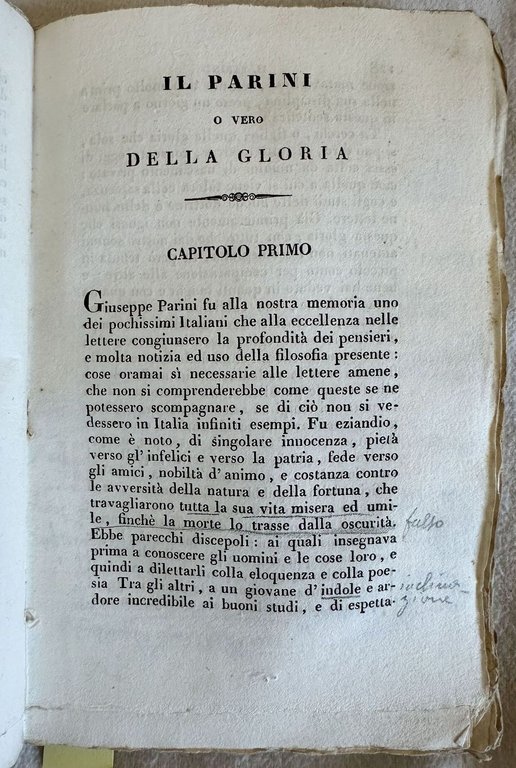 IL PARINI
O VERO
DELLA GLORIA
CAPITOLO PRIMO
Giuseppe Parini fu alla nostra memoria uno
dei pochissimi Italiani che alla eccellenza nelle
lettere congiunsero la profondità dei pensieri,
e molta notizia ed uso della filosofia presente:
cose oramai sì necessarie alle lettere amene,
che non si comprenderebbe come queste se ne
potessero scompagnare, se di ciò non si ve-
dessero in Italia infiniti esempi. Fu eziandio,
come è noto, di singolare innocenza, pietà
verso gl' infelici e verso la patria, fede verso
gli amici, nobiltà d' animo, e costanza contro
le avversità della natura e della fortuna, che
travagliarono tutta la sua vita misera ed umi-
le, finchè la morte lo trasse dalla oscurità. falso
Ebbe parecchi discepoli: ai quali insegnava
prima a conoscere gli uomini e le cose loro, e
quindi a dilettarli colla eloquenza e colla poe-
sia Tra gli altri, a un giovane d' indole e ar- inclina-
dore incredibile ai buoni studi, e di espetta- zione